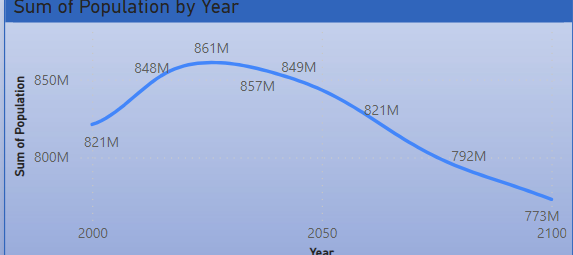 Sum of Population by Year
Sum of Population
850M
800M
821M
848M
861M
857M
849M
821M
792M
773M
2000
2050
2100
Year